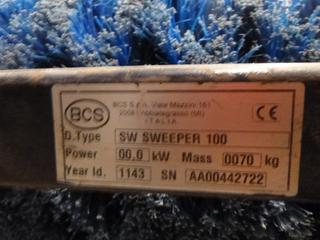 BCS
BCS S.p.A. Viale Mazzini 161
20081 Abbiategrasso (MI)
ITALIA
CE
D.Type SW SWEEPER 100
Power 00,0 kW Mass 0070 kg
Year Id. 1143 SN AA00442722